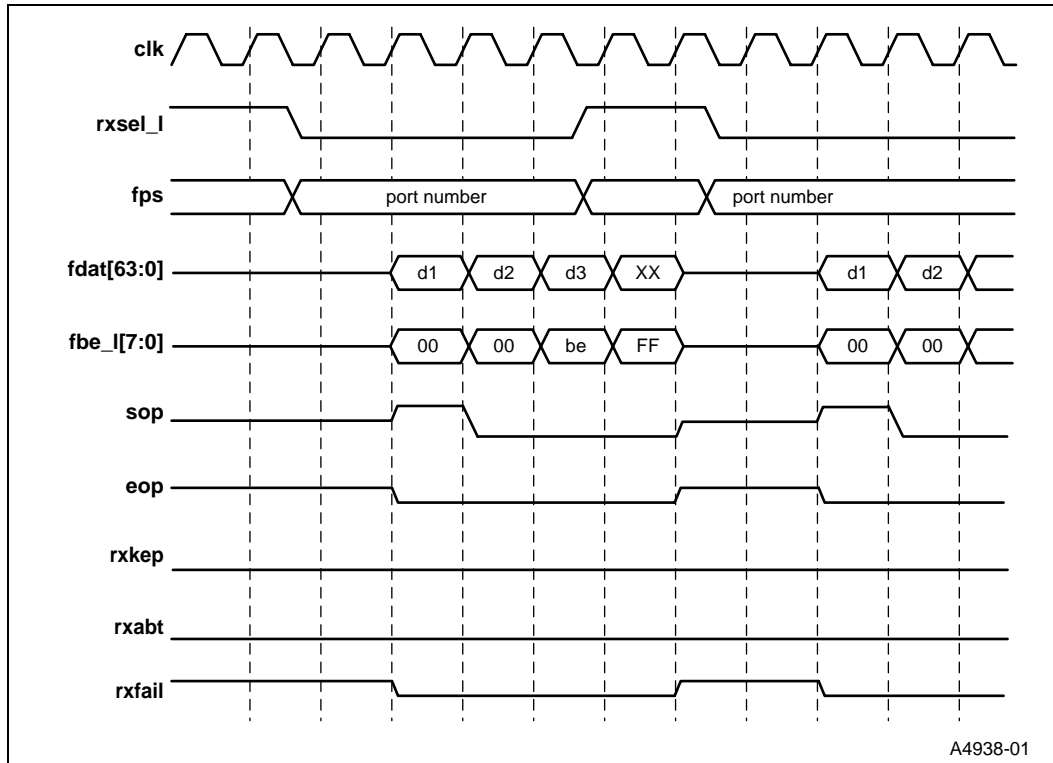 clk
rxsel_l
fps port number port number
fdat[63:0] d1 d2 d3 XX d1 d2
fbe_l[7:0] 00 00 be FF 00 00
sop
eop
rxkep
rxabt
rxfail
A4938-01